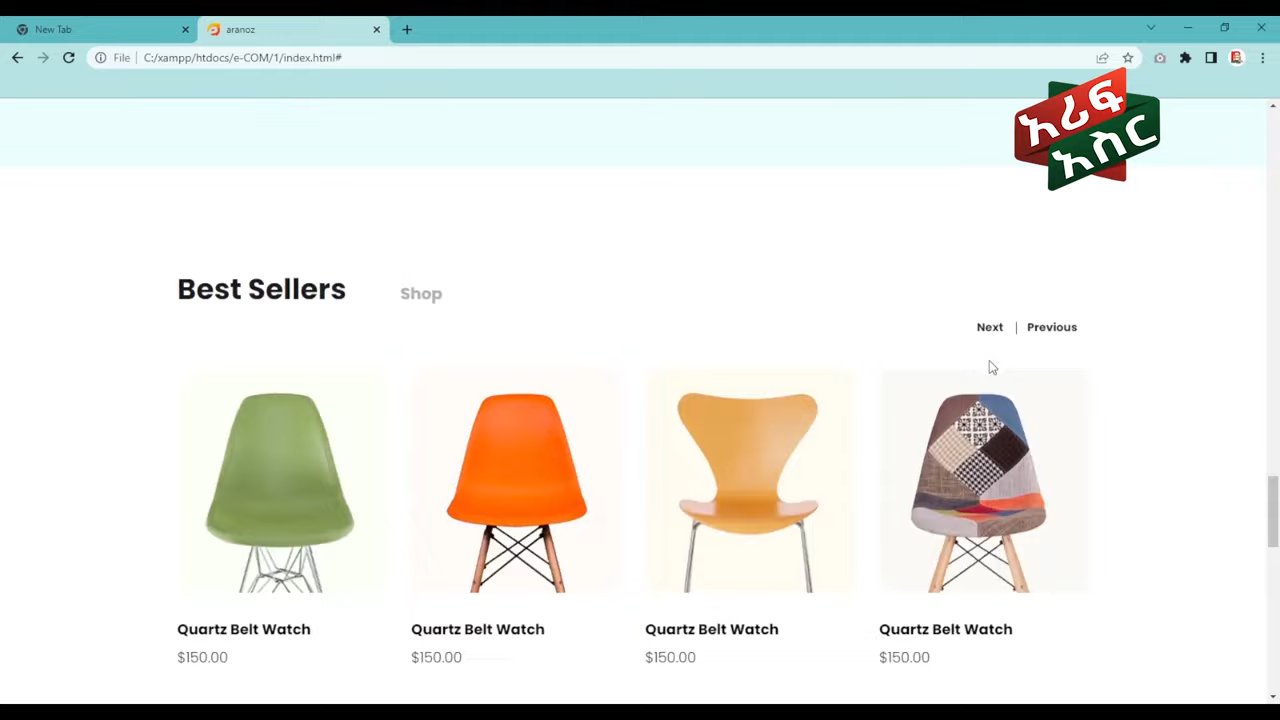 New Tab
aranoz
File
C:/xampp/htdocs/e-COM/1/index.html#
አሪፍ
አስር
Best Sellers
Shop
Next | Previous
Quartz Belt Watch
$150.00
Quartz Belt Watch
$150.00
Quartz Belt Watch
$150.00
Quartz Belt Watch
$150.00